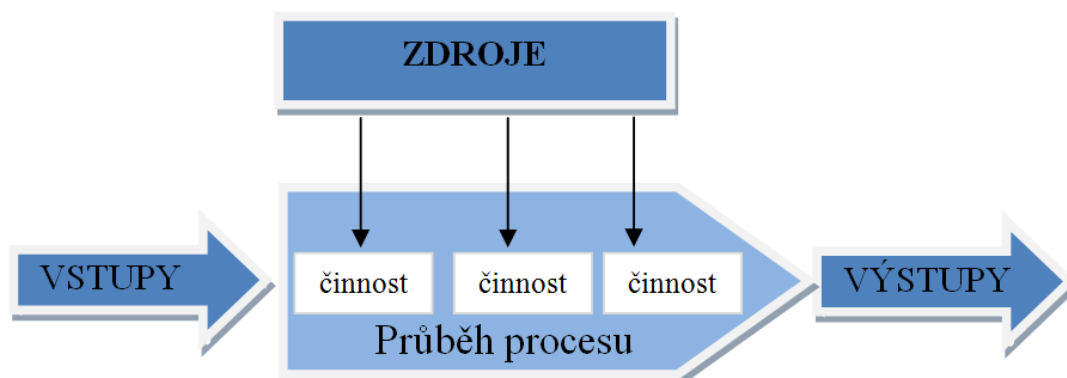 ZDROJE
VSTUPY
činnost
činnost
činnost
VÝSTUPY
Průběh procesu